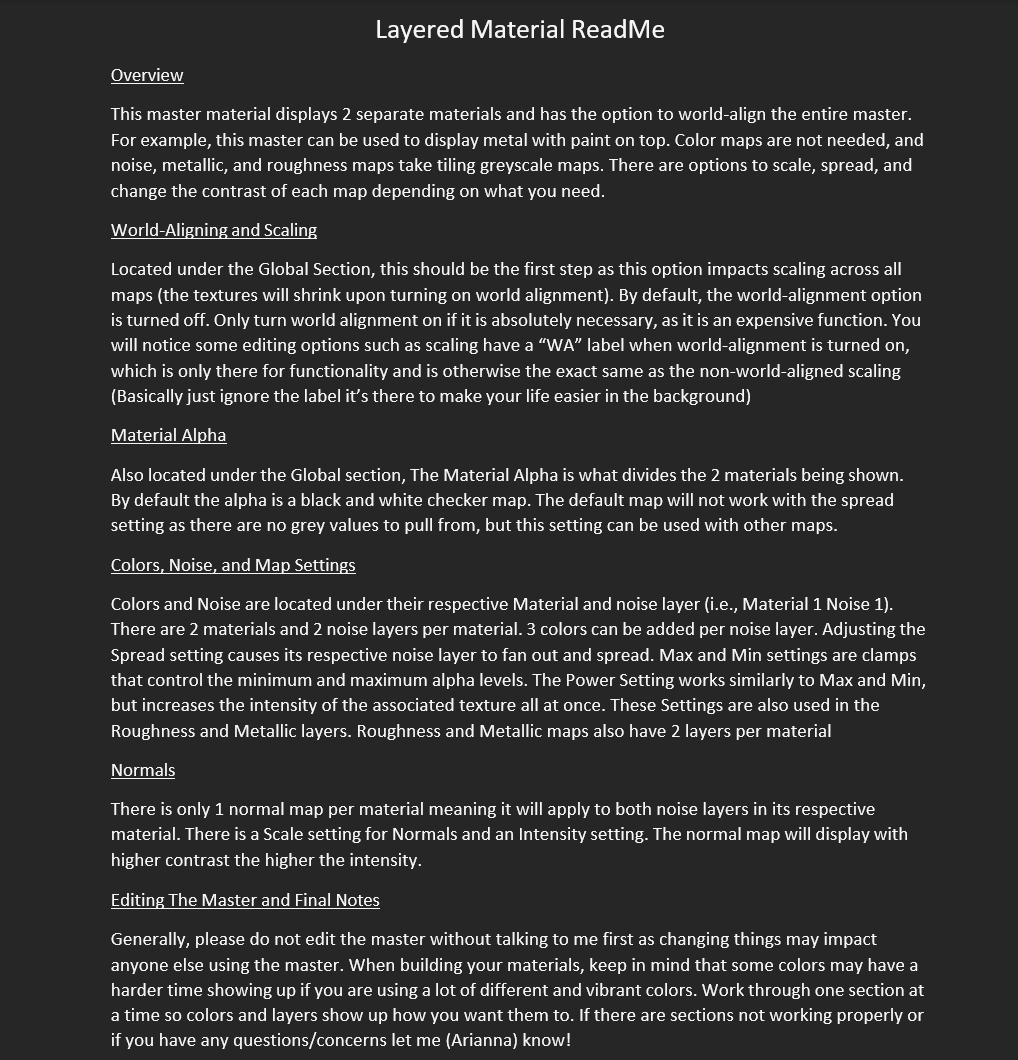 Layered Material ReadMe
Overview
This master material displays 2 separate materials and has the option to world-align the entire master.
For example, this master can be used to display metal with paint on top. Color maps are not needed, and
noise, metallic, and roughness maps take tiling greyscale maps. There are options to scale, spread, and
change the contrast of each map depending on what you need.
World-Aligning and Scaling
Located under the Global Section, this should be the first step as this option impacts scaling across all
maps (the textures will shrink upon turning on world alignment). By default, the world-alignment option
is turned off. Only turn world alignment on if it is absolutely necessary, as it is an expensive function. You
will notice some editing options such as scaling have a “WA” label when world-alignment is turned on,
which is only there for functionality and is otherwise the exact same as the non-world-aligned scaling
(Basically just ignore the label it’s there to make your life easier in the background)
Material Alpha
Also located under the Global section, The Material Alpha is what divides the 2 materials being shown.
By default the alpha is a black and white checker map. The default map will not work with the spread
setting as there are no grey values to pull from, but this setting can be used with other maps.
Colors, Noise, and Map Settings
Colors and Noise are located under their respective Material and noise layer (i.e., Material 1 Noise 1).
There are 2 materials and 2 noise layers per material. 3 colors can be added per noise layer. Adjusting the
Spread setting causes its respective noise layer to fan out and spread. Max and Min settings are clamps
that control the minimum and maximum alpha levels. The Power Setting works similarly to Max and Min,
but increases the intensity of the associated texture all at once. These Settings are also used in the
Roughness and Metallic layers. Roughness and Metallic maps also have 2 layers per material
Normals
There is only 1 normal map per material meaning it will apply to both noise layers in its respective
material. There is a Scale setting for Normals and an Intensity setting. The normal map will display with
higher contrast the higher the intensity.
Editing The Master and Final Notes
Generally, please do not edit the master without talking to me first as changing things may impact
anyone else using the master. When building your materials, keep in mind that some colors may have a
harder time showing up if you are using a lot of different and vibrant colors. Work through one section at
a time so colors and layers show up how you want them to. If there are sections not working properly or
if you have any questions/concerns let me (Arianna) know!